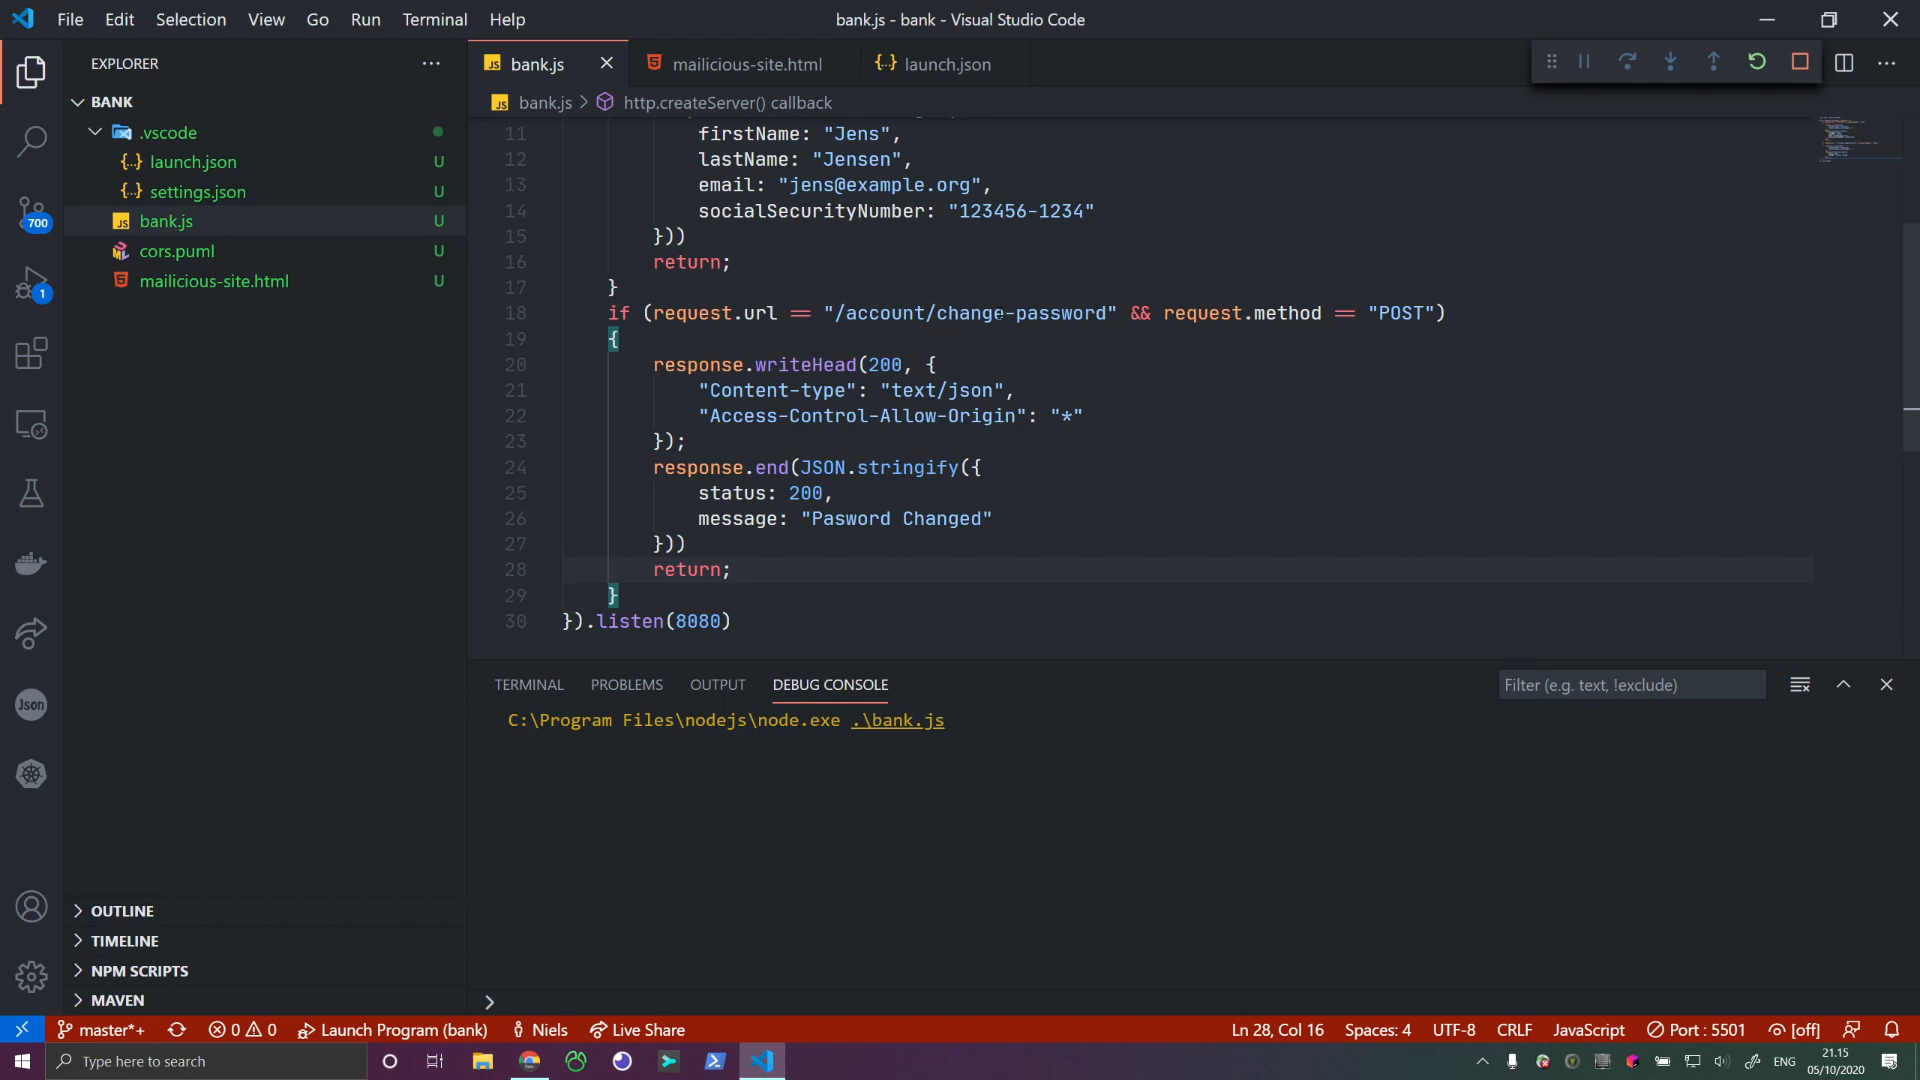 File Edit Selection View Go Run Terminal Help
bank.js - bank - Visual Studio Code
EXPLORER
BANK
.vscode
launch.json U
settings.json U
JS bank.js U
cors.puml U
mailicious-site.html U
700
1
Json
OUTLINE
TIMELINE
NPM SCRIPTS
MAVEN
JS bank.js
mailicious-site.html
launch.json
JS bank.js > http.createServer() callback
11 firstName: "Jens",
12 lastName: "Jensen",
13 email: "jens@example.org",
14 socialSecurityNumber: "123456-1234"
15 }))
16 return;
17 }
18 if (request.url == "/account/change-password" && request.method == "POST")
19 {
20 response.writeHead(200, {
21 "Content-type": "text/json",
22 "Access-Control-Allow-Origin": "*"
23 });
24 response.end(JSON.stringify({
25 status: 200,
26 message: "Pasword Changed"
27 }))
28 return;
29 }
30 }).listen(8080)
TERMINAL PROBLEMS OUTPUT DEBUG CONSOLE
Filter (e.g. text, !exclude)
C:\Program Files\nodejs\node.exe .\bank.js
master*+ 0 0 Launch Program (bank) Niels Live Share
Ln 28, Col 16 Spaces: 4 UTF-8 CRLF JavaScript Port : 5501 [off]
Type here to search
ENG
21.15
05/10/2020